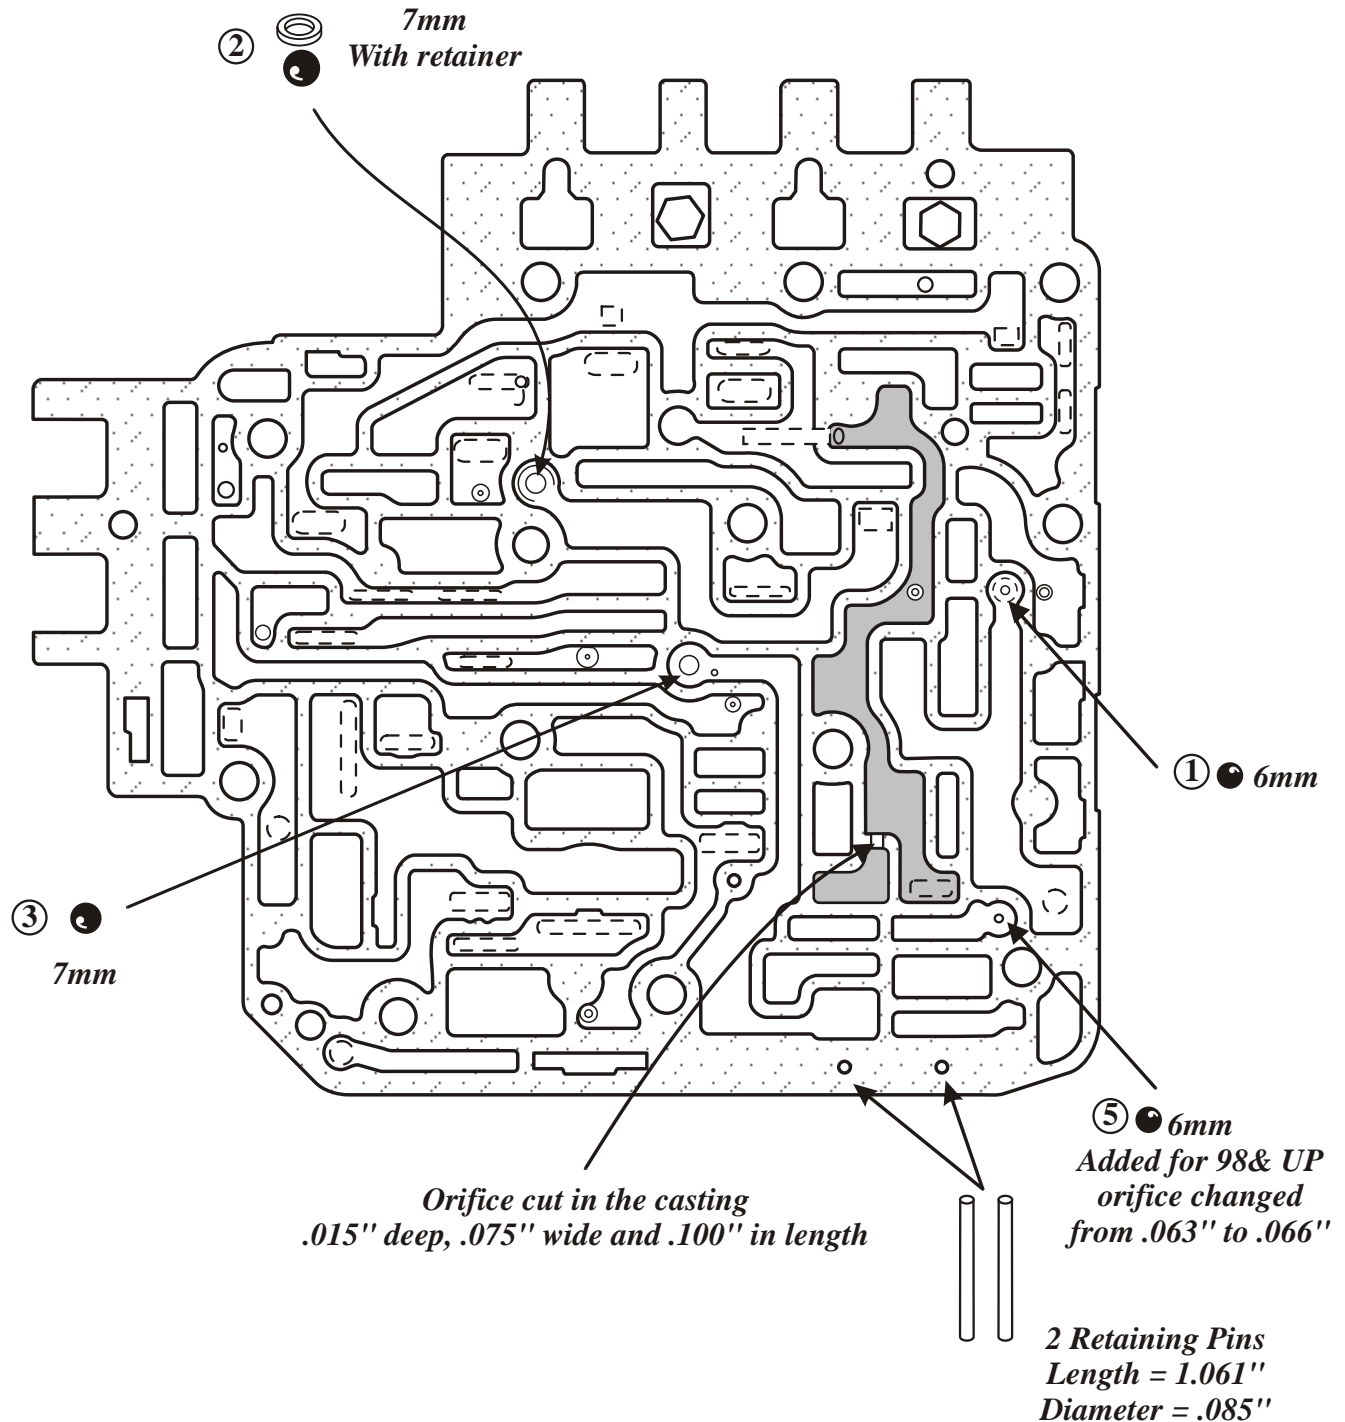 ② 7mm
With retainer
① 6mm
③
7mm
⑤ 6mm
Added for 98& UP
orifice changed
from .063" to .066"
Orifice cut in the casting
.015" deep, .075" wide and .100" in length
2 Retaining Pins
Length = 1.061"
Diameter = .085"